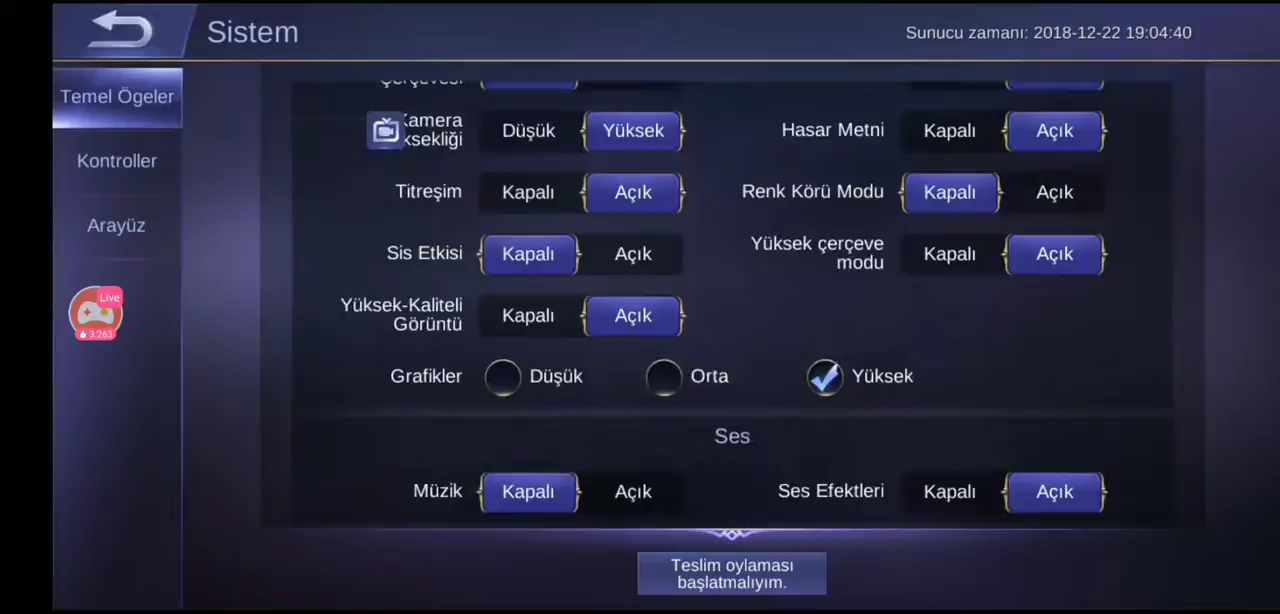 Sistem
Sunucu zamanı: 2018-12-22 19:04:40
Temel Ögeler
Kontroller
Arayüz
Live
3.263
Çerçevesi
Kamera
ksekliği
Düşük Yüksek
Hasar Metni Kapalı Açık
Titreşim Kapalı Açık
Renk Körü Modu Kapalı Açık
Sis Etkisi Kapalı Açık
Yüksek çerçeve
modu
Kapalı Açık
Yüksek-Kaliteli
Görüntü
Kapalı Açık
Grafikler Düşük Orta Yüksek
Ses
Müzik Kapalı Açık
Ses Efektleri Kapalı Açık
Teslim oylaması
başlatmalıyım.